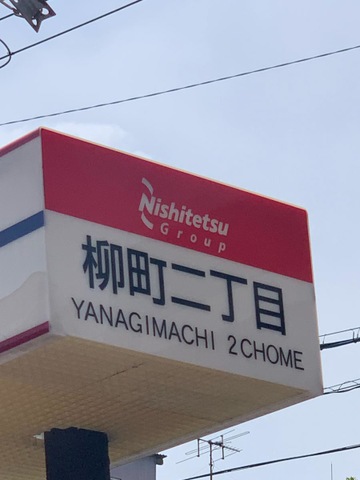 Nishitetsu
Group
柳町二丁目
YANAGIMACHI 2CHOME